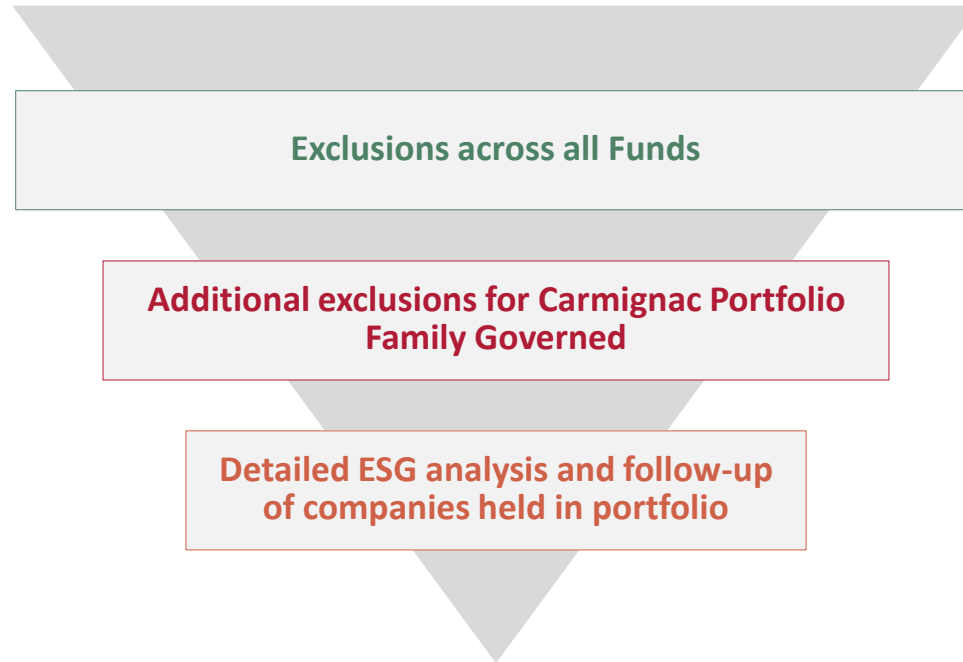 Exclusions across all Funds
Additional exclusions for Carmignac Portfolio
Family Governed
Detailed ESG analysis and follow-up
of companies held in portfolio